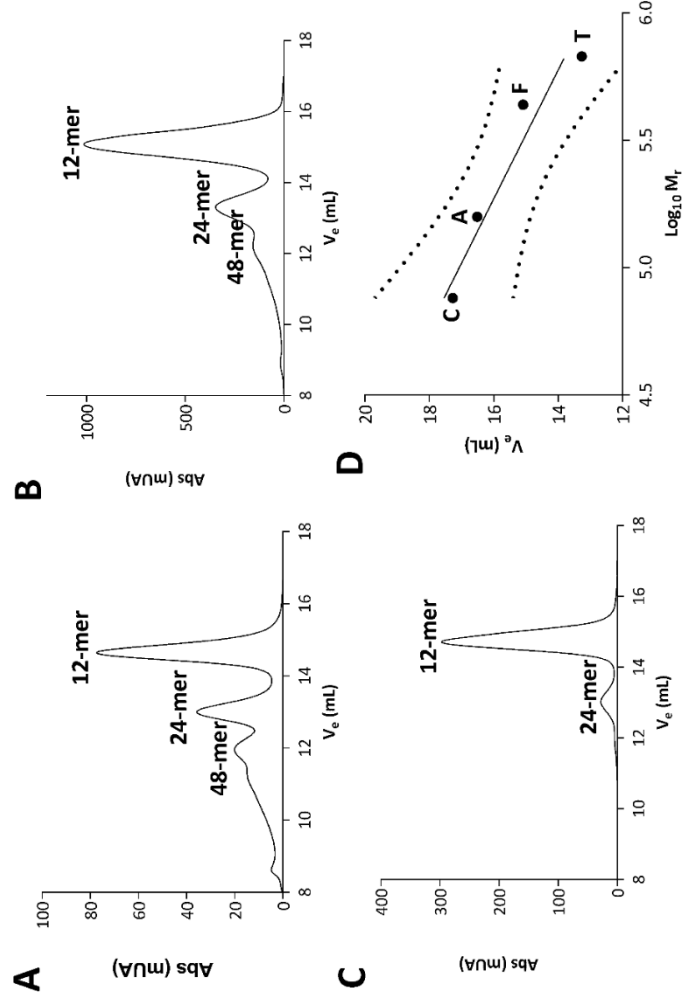 A
100
80
60
40
20
0
Abs (mUA)
8
10
12
14
16
18
Vₑ (mL)
48-mer
24-mer
12-mer
B
1000
500
0
Abs (mUA)
8
10
12
14
16
18
Vₑ (mL)
48-mer
24-mer
12-mer
C
400
300
200
100
0
Abs (mUA)
8
10
12
14
16
18
Vₑ (mL)
24-mer
12-mer
D
20
18
16
14
12
Vₑ (mL)
4.5
5.0
5.5
6.0
Log₁₀ Mᵣ
C
A
F
T